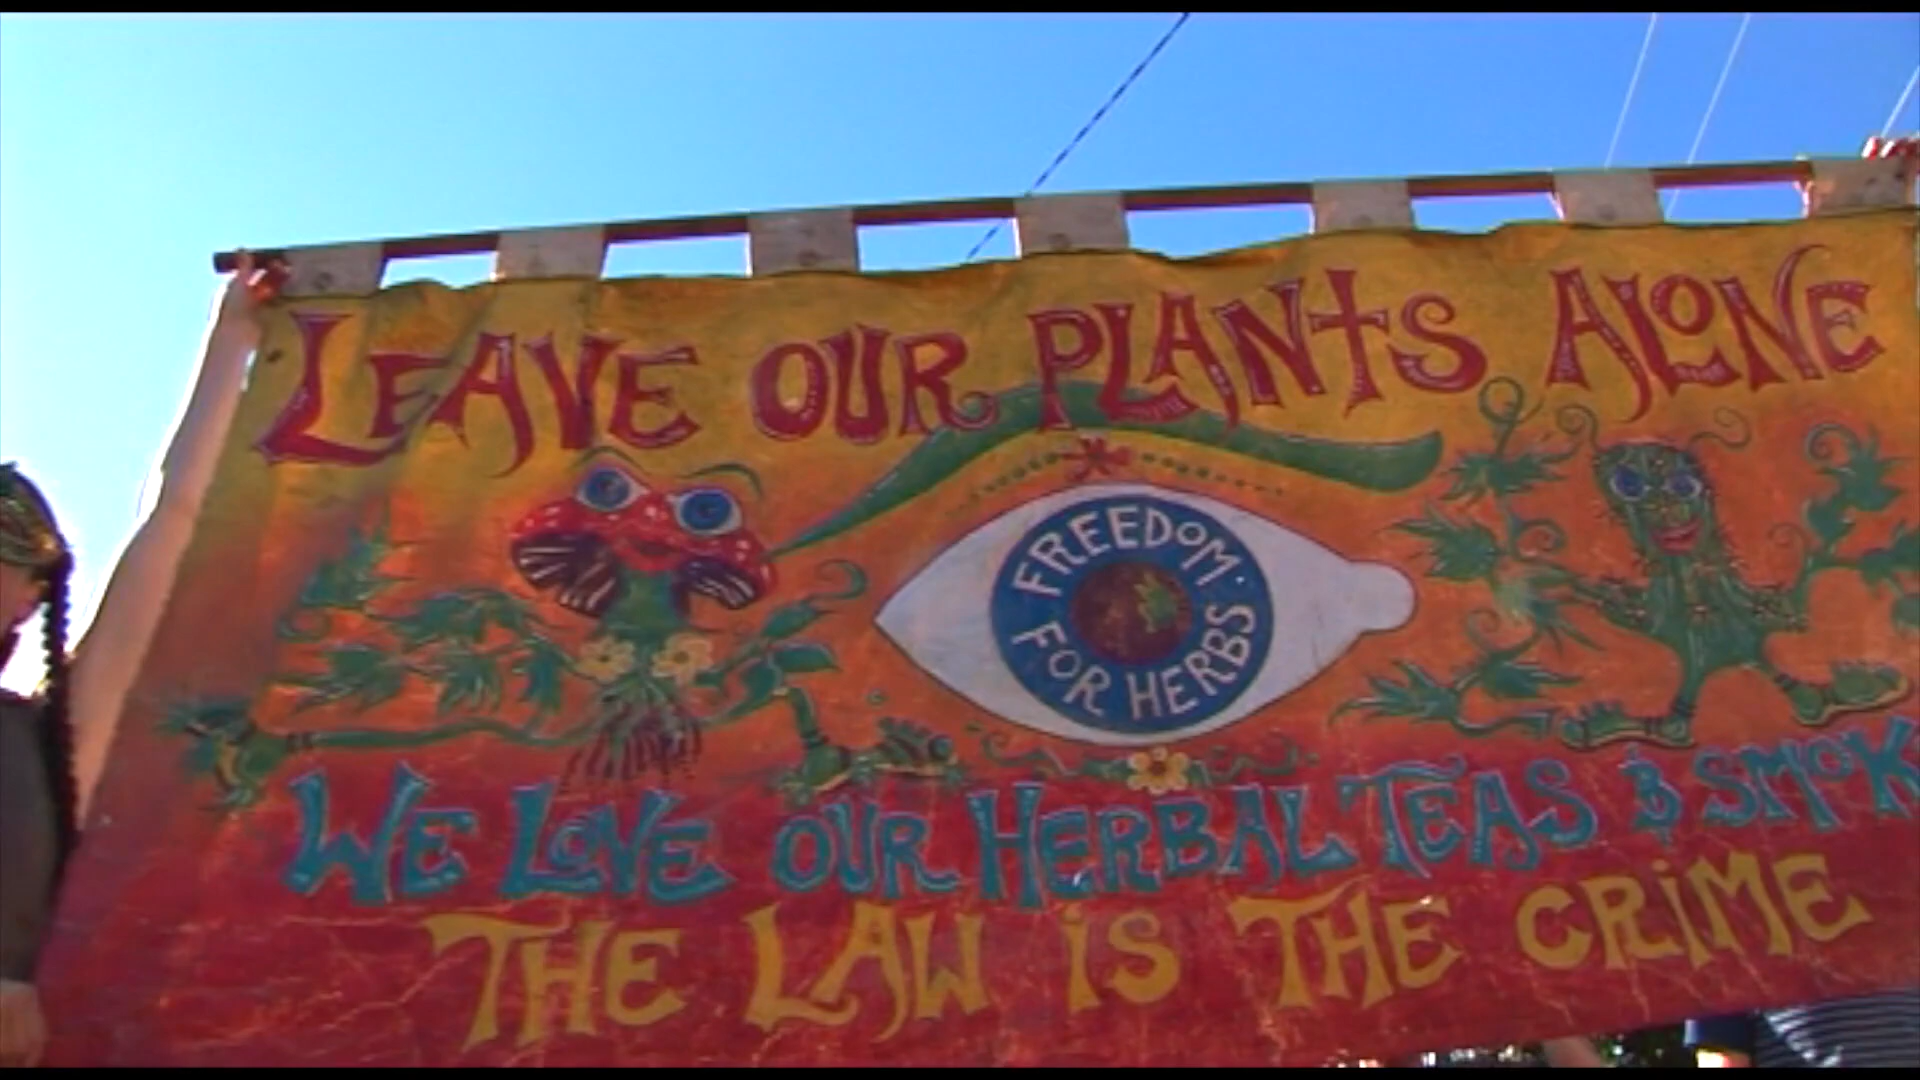 LEAVE OUR PLANTS ALONE
FREEDOM
FOR HERBS
WE LOVE OUR HERBAL TEAS & SMOK
THE LAW IS THE CRIME